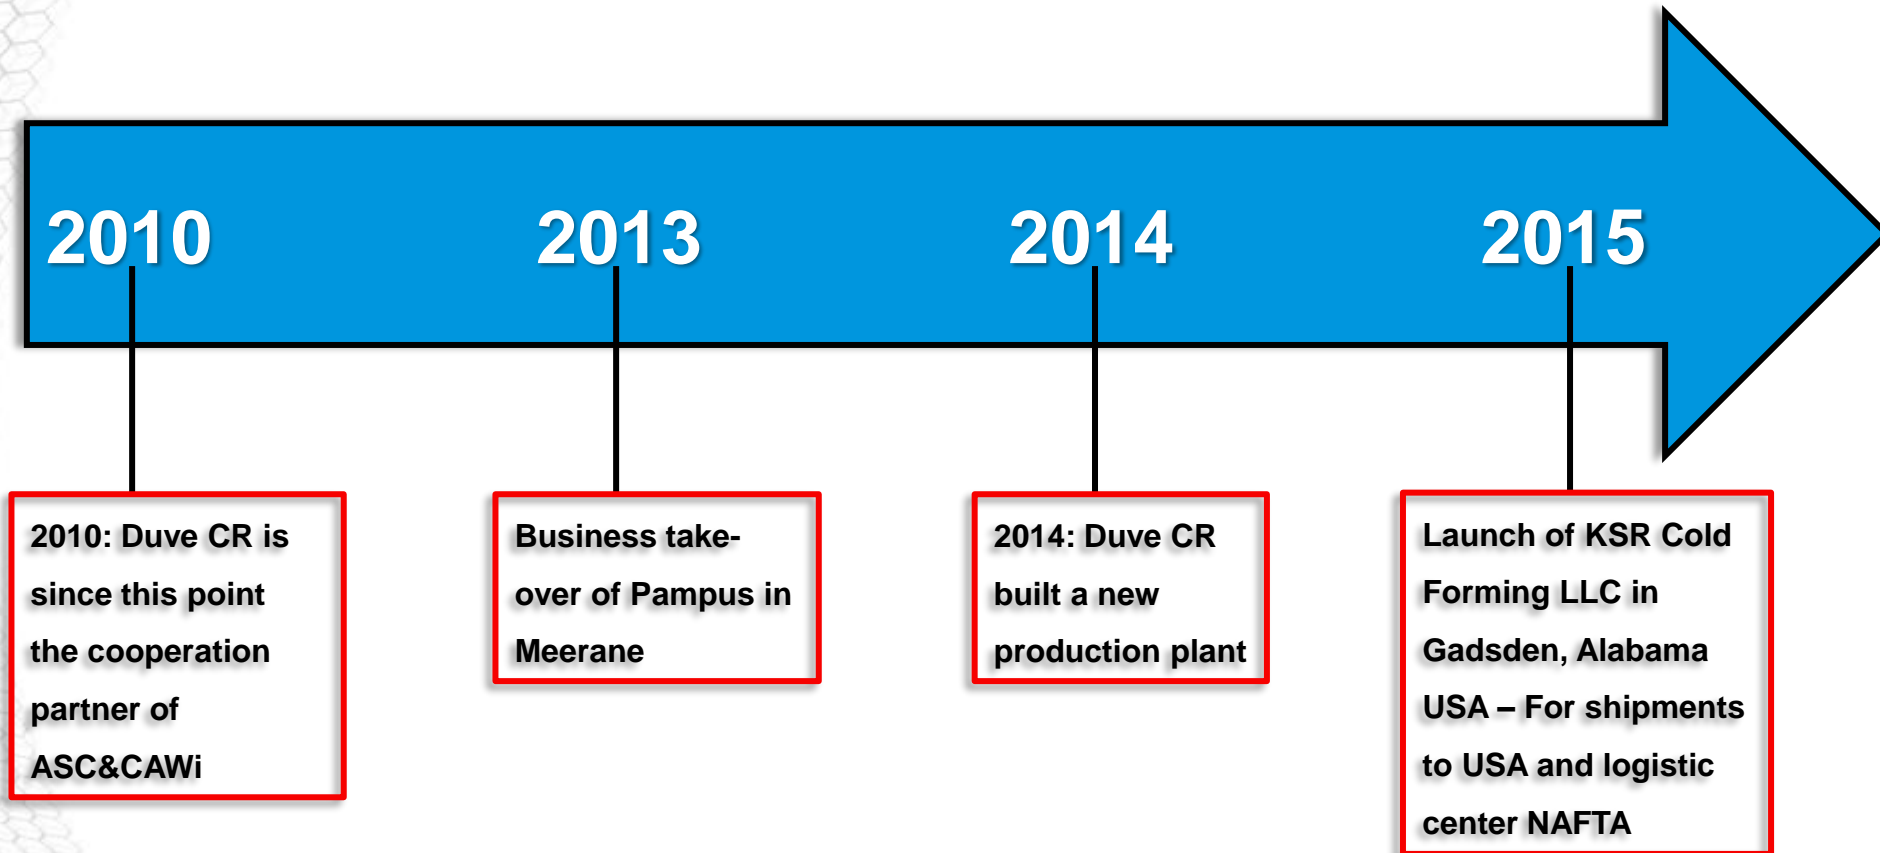 2010
2013
2014
2015
2010: Duve CR is
since this point
the cooperation
partner of
ASC&CAWi
Business take-
over of Pampus in
Meerane
2014: Duve CR
built a new
production plant
Launch of KSR Cold
Forming LLC in
Gadsden, Alabama
USA – For shipments
to USA and logistic
center NAFTA